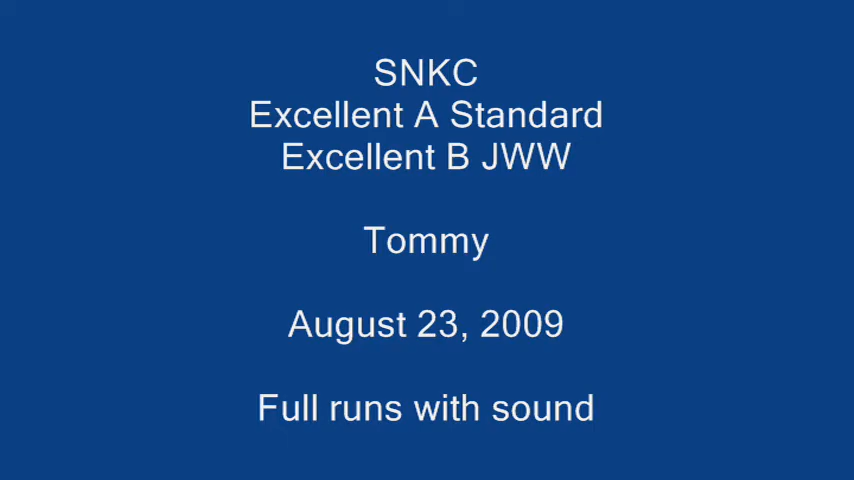 SNKC
Excellent A Standard
Excellent B JWW
Tommy
August 23, 2009
Full runs with sound